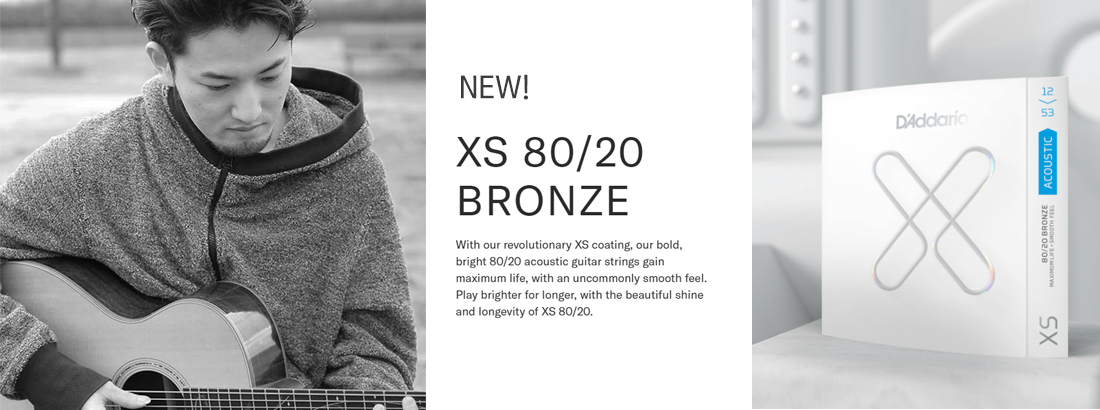 NEW!
XS 80/20
BRONZE
With our revolutionary XS coating, our bold,
bright 80/20 acoustic guitar strings gain
maximum life, with an uncommonly smooth feel.
Play brighter for longer, with the beautiful shine
and longevity of XS 80/20.
D'Addario
12
53
ACOUSTIC
80/20 BRONZE
MAXIMUM LIFE • SMOOTH FEEL
XS